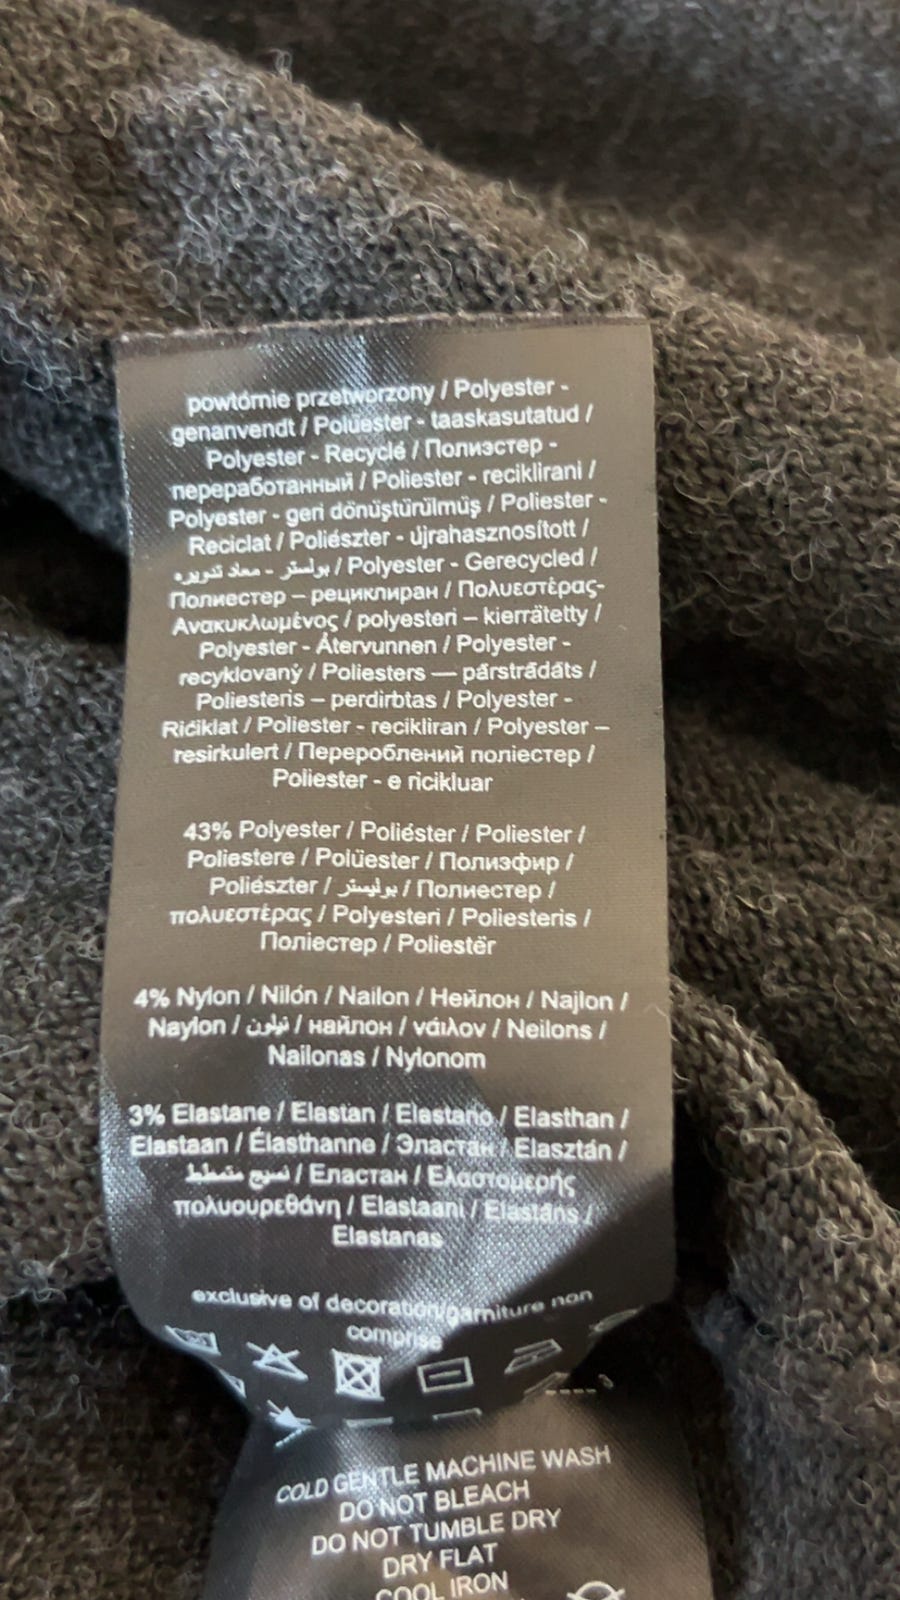 powtórnie przetworzony / Polyester -
genanvendt / Polüester - taaskasutatud /
Polyester - Recyclé / Полиэстер -
переработанный / Poliester - reciklirani /
Polyester - geri dönüştürülmüş / Poliester -
Reciclat / Poliészter - újrahasznosított /
بولستر - معاد تدويره / Polyester - Gerecycled /
Полиестер – рециклиран / Πολυεστέρας-
Ανακυκλωμένος / polyesteri – kierrätetty /
Polyester - Återvunnen / Polyester -
recyklovaný / Poliesters — pārstrādāts /
Poliesteris – perdirbtas / Polyester -
Riċiklat / Poliester - recikliran / Polyester –
resirkulert / Перероблений поліестер /
Poliester - e ricikluar
43% Polyester / Poliéster / Poliester /
Poliestere / Polüester / Полиэфир /
Poliészter / بوليستر / Полиестер /
πολυεστέρας / Polyesteri / Poliesteris /
Поліестер / Poliestër
4% Nylon / Nilón / Nailon / Нейлон / Najlon /
Naylon / نيلون / найлон / νάιλον / Neilons /
Nailonas / Nylonom
3% Elastane / Elastan / Elastano / Elasthan /
Elastaan / Élasthanne / Эластан / Elasztán /
نسيج متمطط / Еластан / Ελαστομερής
πολυουρεθάνη / Elastaani / Elastāns /
Elastanas
exclusive of decoration/garniture non
comprise
COLD GENTLE MACHINE WASH
DO NOT BLEACH
DO NOT TUMBLE DRY
DRY FLAT
COOL IRON